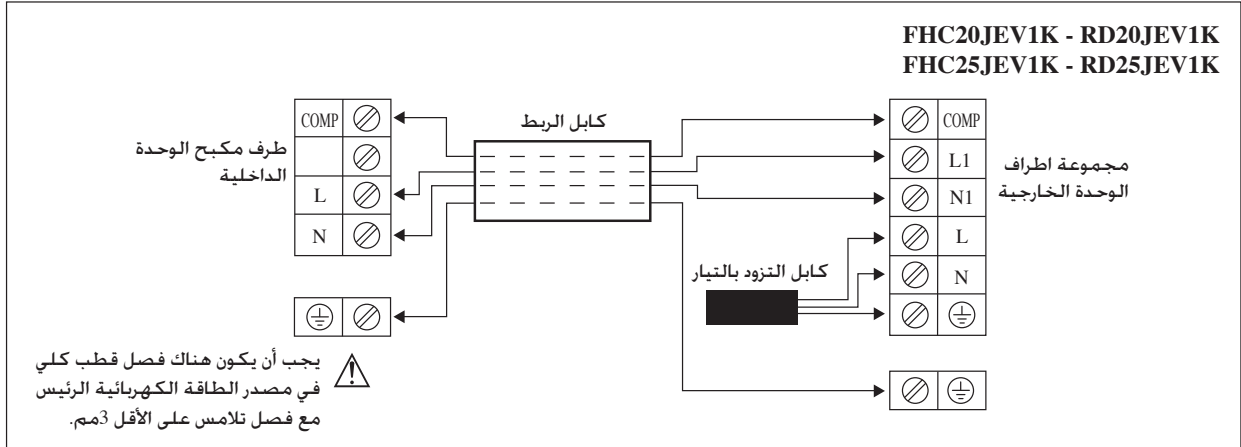 FHC20JEV1K - RD20JEV1K
FHC25JEV1K - RD25JEV1K
كابل الربط
COMP
L
N
طرف مكبح الوحدة
الداخلية
COMP
L1
N1
L
N
مجموعة اطراف
الوحدة الخارجية
كابل التزود بالتيار
يجب أن يكون هناك فصل قطب كلي
في مصدر الطاقة الكهربائية الرئيس
مع فصل تلامس على الأقل 3مم.